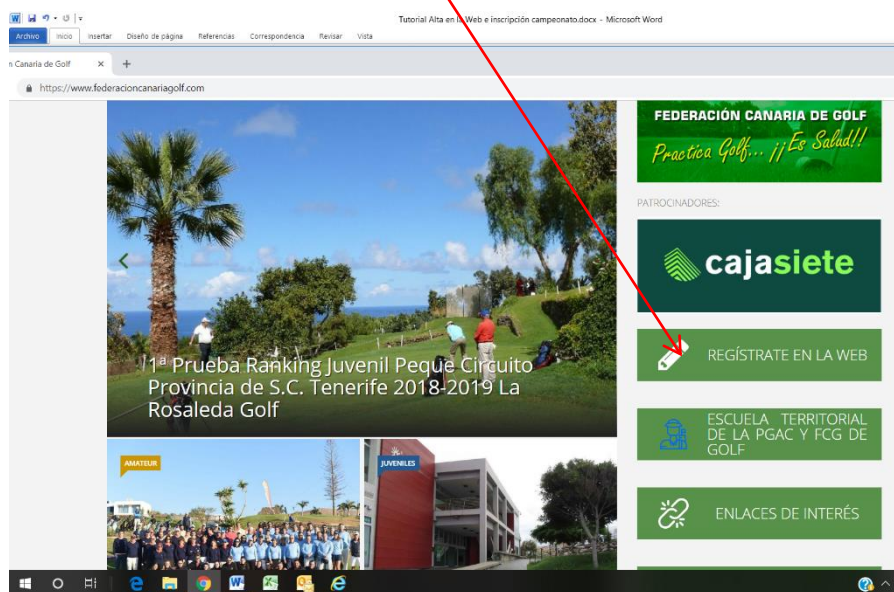 Tutorial Alta en la Web e inscripción campeonato.docx - Microsoft Word
Archivo Inicio Insertar Diseño de página Referencias Correspondencia Revisar Vista
n Canaria de Golf
https://www.federacioncanariagolf.com
FEDERACIÓN CANARIA DE GOLF
Practica Golf... ¡¡Es Salud!!
PATROCINADORES:
cajasiete
1ª Prueba Ranking Juvenil Peque Circuito
Provincia de S.C. Tenerife 2018-2019 La
Rosaleda Golf
REGÍSTRATE EN LA WEB
ESCUELA TERRITORIAL
DE LA PGAC Y FCG DE
GOLF
AMATEUR
JUVENILES
ENLACES DE INTERÉS